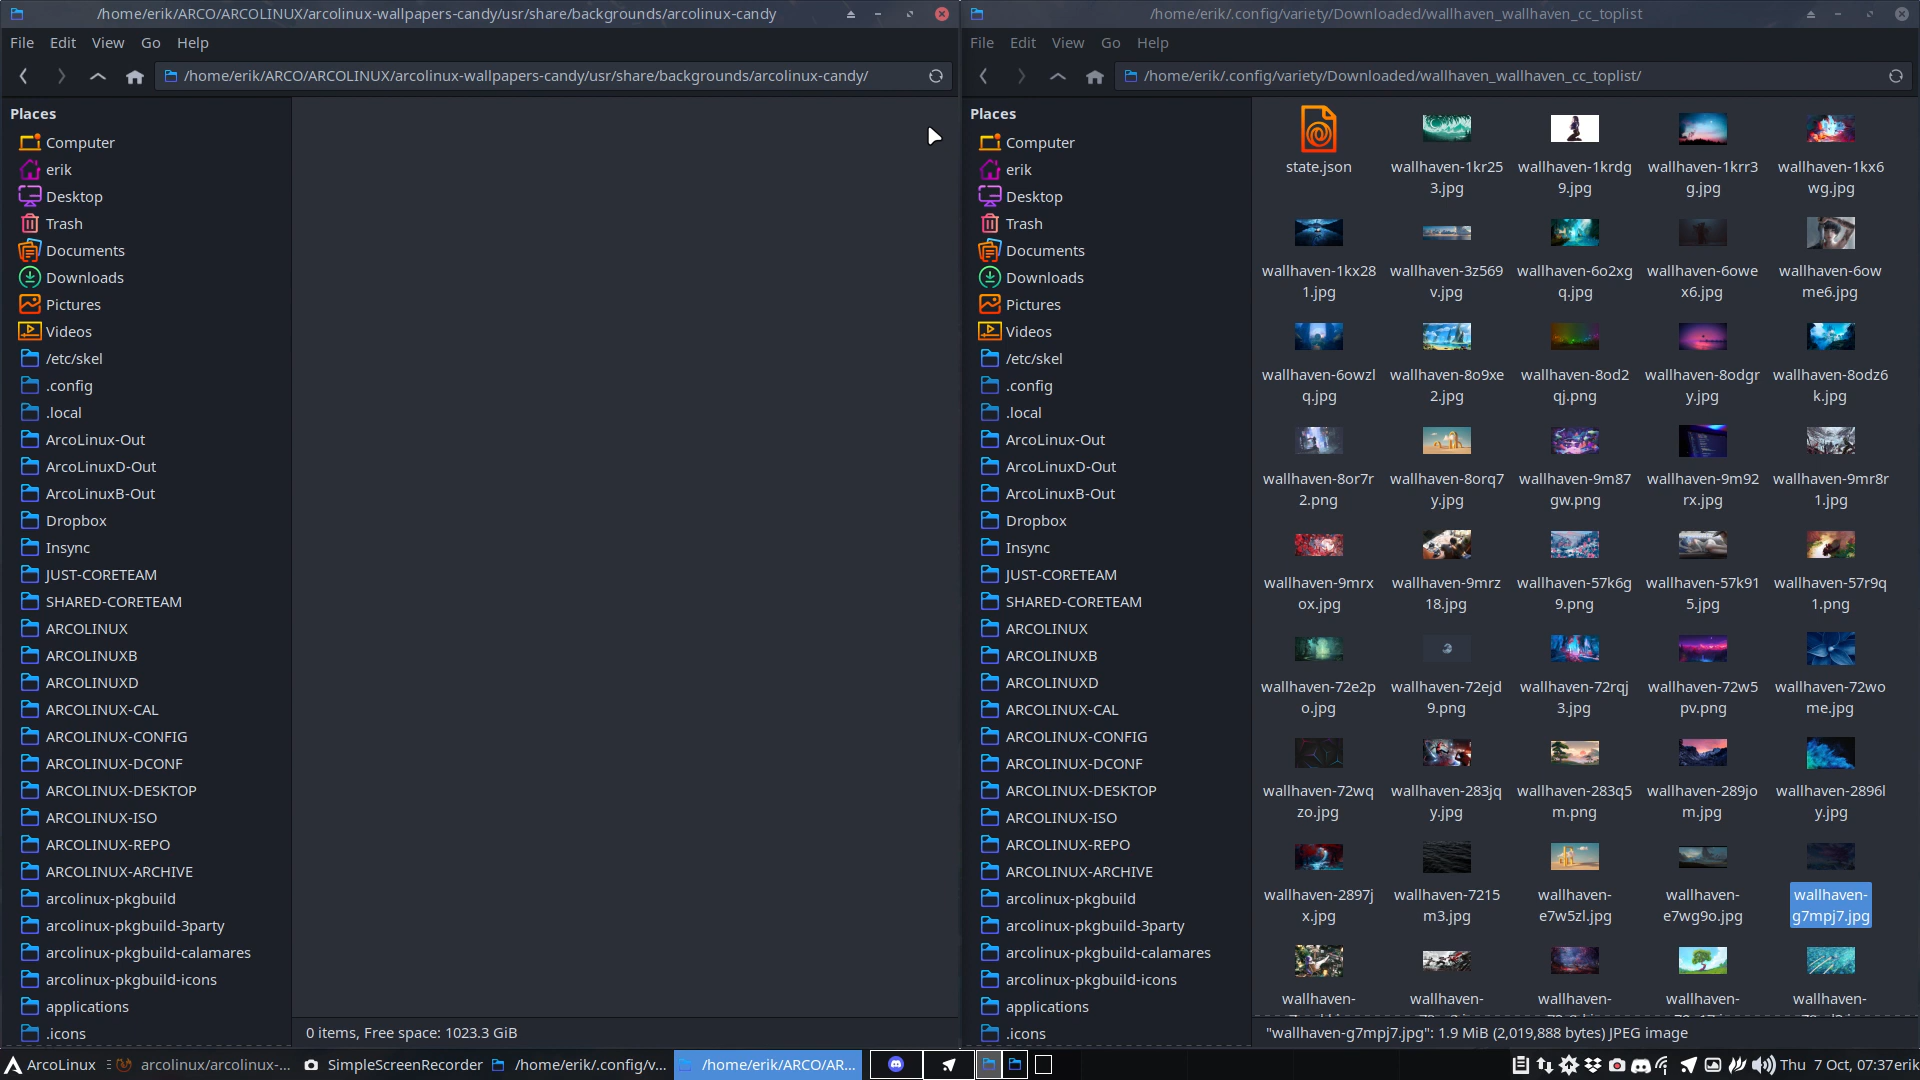 /home/erik/ARCO/ARCOLINUX/arcolinux-wallpapers-candy/usr/share/backgrounds/arcolinux-candy
File Edit View Go Help
/home/erik/ARCO/ARCOLINUX/arcolinux-wallpapers-candy/usr/share/backgrounds/arcolinux-candy/
Places
Computer
erik
Desktop
Trash
Documents
Downloads
Pictures
Videos
/etc/skel
.config
.local
ArcoLinux-Out
ArcoLinuxD-Out
ArcoLinuxB-Out
Dropbox
Insync
JUST-CORETEAM
SHARED-CORETEAM
ARCOLINUX
ARCOLINUXB
ARCOLINUXD
ARCOLINUX-CAL
ARCOLINUX-CONFIG
ARCOLINUX-DCONF
ARCOLINUX-DESKTOP
ARCOLINUX-ISO
ARCOLINUX-REPO
ARCOLINUX-ARCHIVE
arcolinux-pkgbuild
arcolinux-pkgbuild-3party
arcolinux-pkgbuild-calamares
arcolinux-pkgbuild-icons
applications
.icons
0 items, Free space: 1023.3 GiB
/home/erik/.config/variety/Downloaded/wallhaven_wallhaven_cc_toplist
File Edit View Go Help
/home/erik/.config/variety/Downloaded/wallhaven_wallhaven_cc_toplist/
Places
Computer
erik
Desktop
Trash
Documents
Downloads
Pictures
Videos
/etc/skel
.config
.local
ArcoLinux-Out
ArcoLinuxD-Out
ArcoLinuxB-Out
Dropbox
Insync
JUST-CORETEAM
SHARED-CORETEAM
ARCOLINUX
ARCOLINUXB
ARCOLINUXD
ARCOLINUX-CAL
ARCOLINUX-CONFIG
ARCOLINUX-DCONF
ARCOLINUX-DESKTOP
ARCOLINUX-ISO
ARCOLINUX-REPO
ARCOLINUX-ARCHIVE
arcolinux-pkgbuild
arcolinux-pkgbuild-3party
arcolinux-pkgbuild-calamares
arcolinux-pkgbuild-icons
applications
.icons
state.json wallhaven-1kr25 wallhaven-1krdg wallhaven-1krr3 wallhaven-1kx6
3.jpg 9.jpg g.jpg wg.jpg
wallhaven-1kx28 wallhaven-3z569 wallhaven-6o2xg wallhaven-6owe wallhaven-6ow
1.jpg v.jpg q.jpg x6.jpg me6.jpg
wallhaven-6owzl wallhaven-8o9xe wallhaven-8od2 wallhaven-8odgr wallhaven-8odz6
q.jpg 2.jpg qj.png y.jpg k.jpg
wallhaven-8or7r wallhaven-8orq7 wallhaven-9m87 wallhaven-9m92 wallhaven-9mr8r
2.png y.jpg gw.png rx.jpg 1.jpg
wallhaven-9mrx wallhaven-9mrz wallhaven-57k6g wallhaven-57k91 wallhaven-57r9q
ox.jpg 18.jpg 9.png 5.jpg 1.png
wallhaven-72e2p wallhaven-72ejd wallhaven-72rqj wallhaven-72w5 wallhaven-72wo
o.jpg 9.png 3.jpg pv.png me.jpg
wallhaven-72wq wallhaven-283jq wallhaven-283q5 wallhaven-289jo wallhaven-2896l
zo.jpg y.jpg m.png m.jpg y.jpg
wallhaven-2897j wallhaven-7215 wallhaven- wallhaven- wallhaven-
x.jpg m3.jpg e7w5zl.jpg e7wg9o.jpg g7mpj7.jpg
wallhaven- wallhaven- wallhaven- wallhaven- wallhaven-
"wallhaven-g7mpj7.jpg": 1.9 MiB (2,019,888 bytes) JPEG image
ArcoLinux arcolinux/arcolinux-... SimpleScreenRecorder /home/erik/.config/v... /home/erik/ARCO/AR... Thu 7 Oct, 07:37 erik